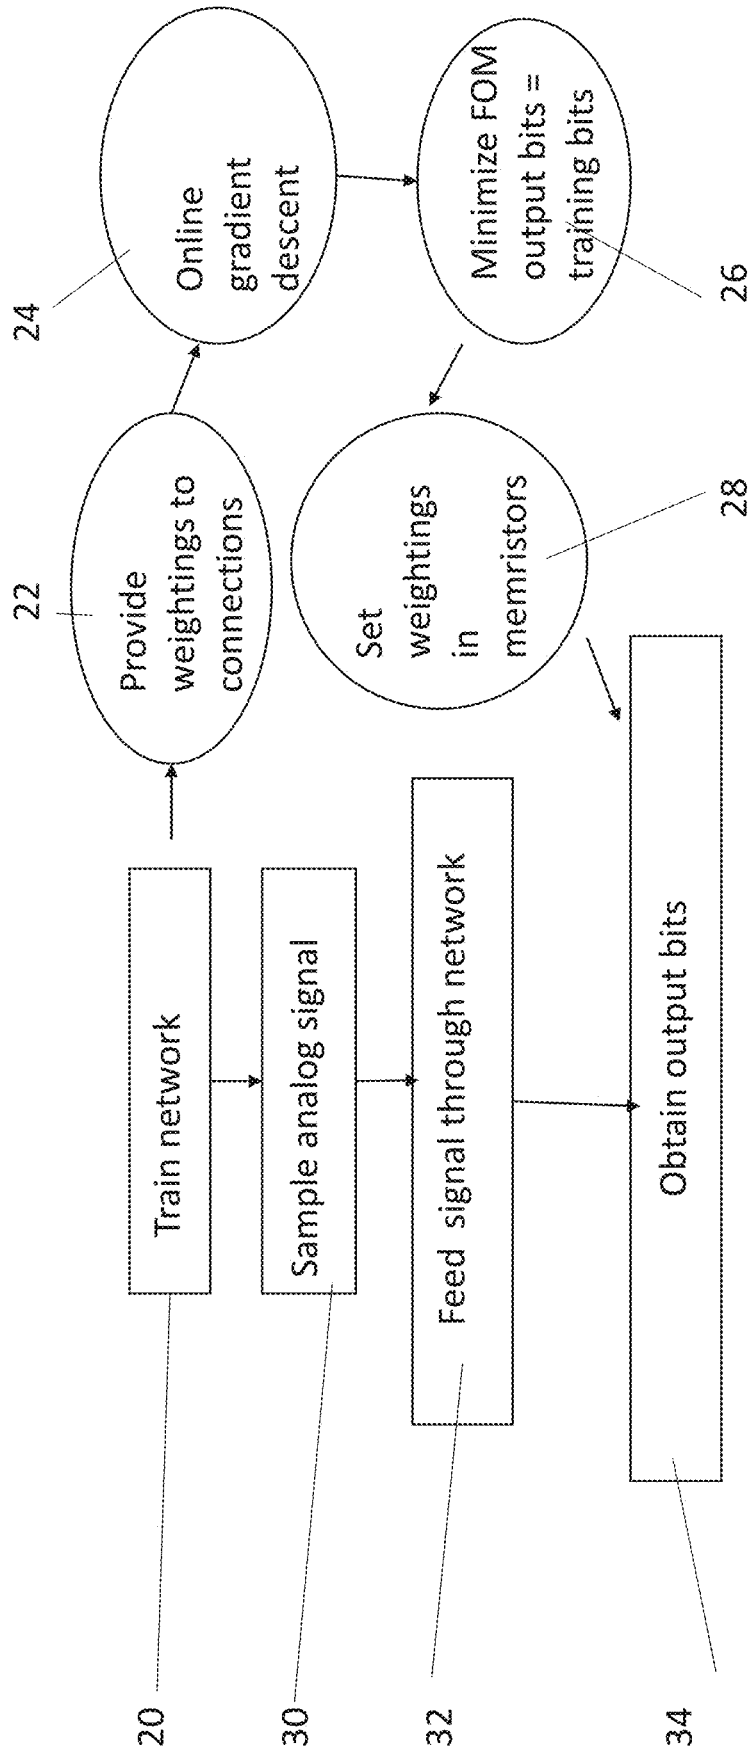 20
Train network
30
Sample analog signal
32
Feed signal through network
34
Obtain output bits
22
Provide
weightings to
connections
24
Online
gradient
descent
Minimize FOM
output bits =
training bits
26
Set
weightings
in
memristors
28